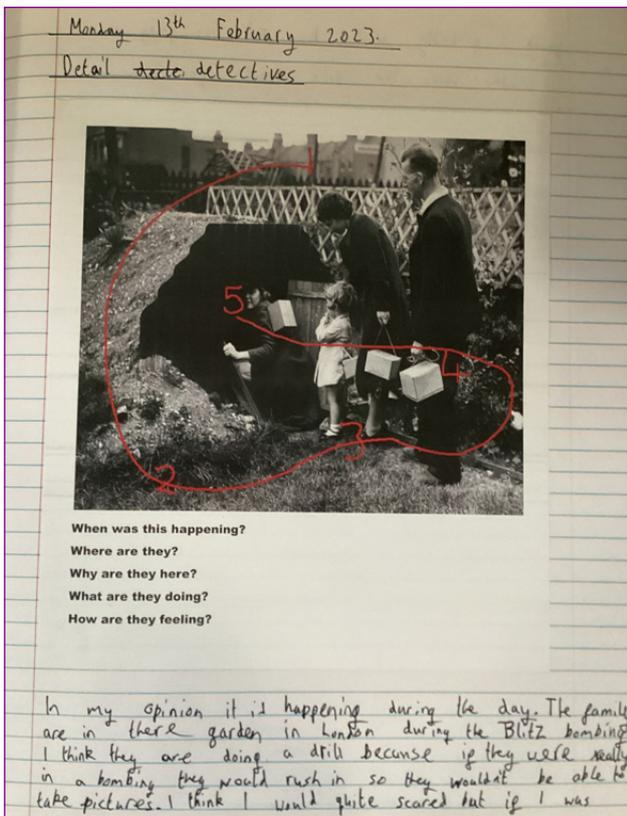 Monday 13th February 2023.
Detail detectives
1
5
4
3
2
When was this happening?
Where are they?
Why are they here?
What are they doing?
How are they feeling?
In my opinion it is happening during the day. The famil
are in there garden in London during the Blitz bombing
I think they are doing a drill because if they were really
in a bombing they would rush in so they wouldn't be able to
take pictures. I think I would quite scared but if I was